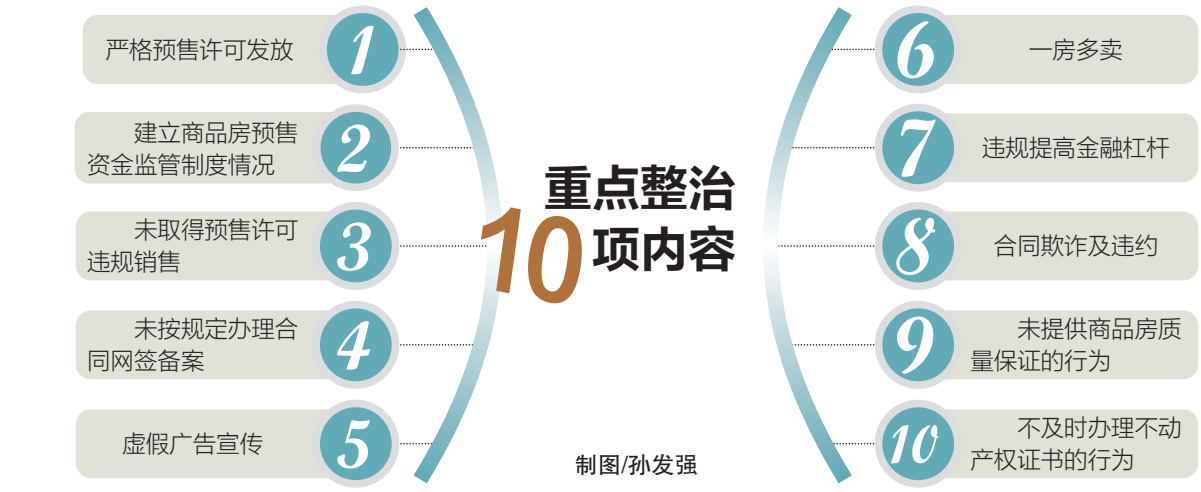 1
严格预售许可发放
2
建立商品房预售
资金监管制度情况
3
未取得预售许可
违规销售
4
未按规定办理合
同网签备案
5
虚假广告宣传
重点整治
10项内容
制图/孙发强
6
一房多卖
7
违规提高金融杠杆
8
合同欺诈及违约
9
未提供商品房质
量保证的行为
10
不及时办理不动
产权证书的行为